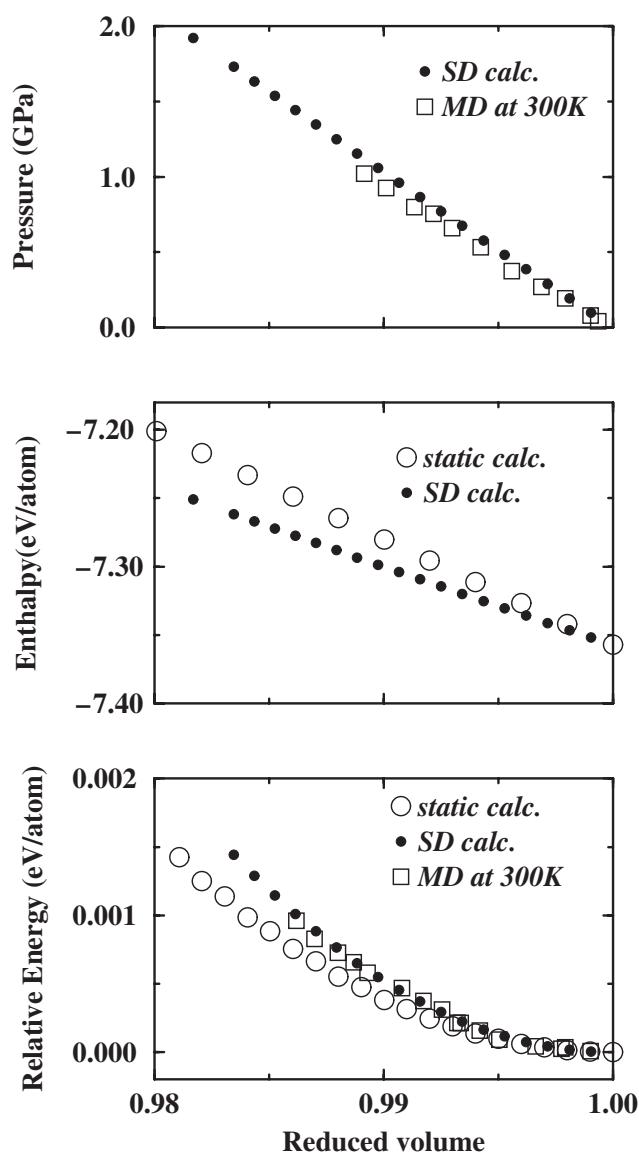 2.0
SD calc.
MD at 300K
1.0
0.0
Pressure (GPa)
−7.20
static calc.
SD calc.
−7.30
−7.40
Enthalpy(eV/atom)
0.002
static calc.
SD calc.
MD at 300K
0.001
0.000
Relative Energy (eV/atom)
0.98 0.99 1.00
Reduced volume